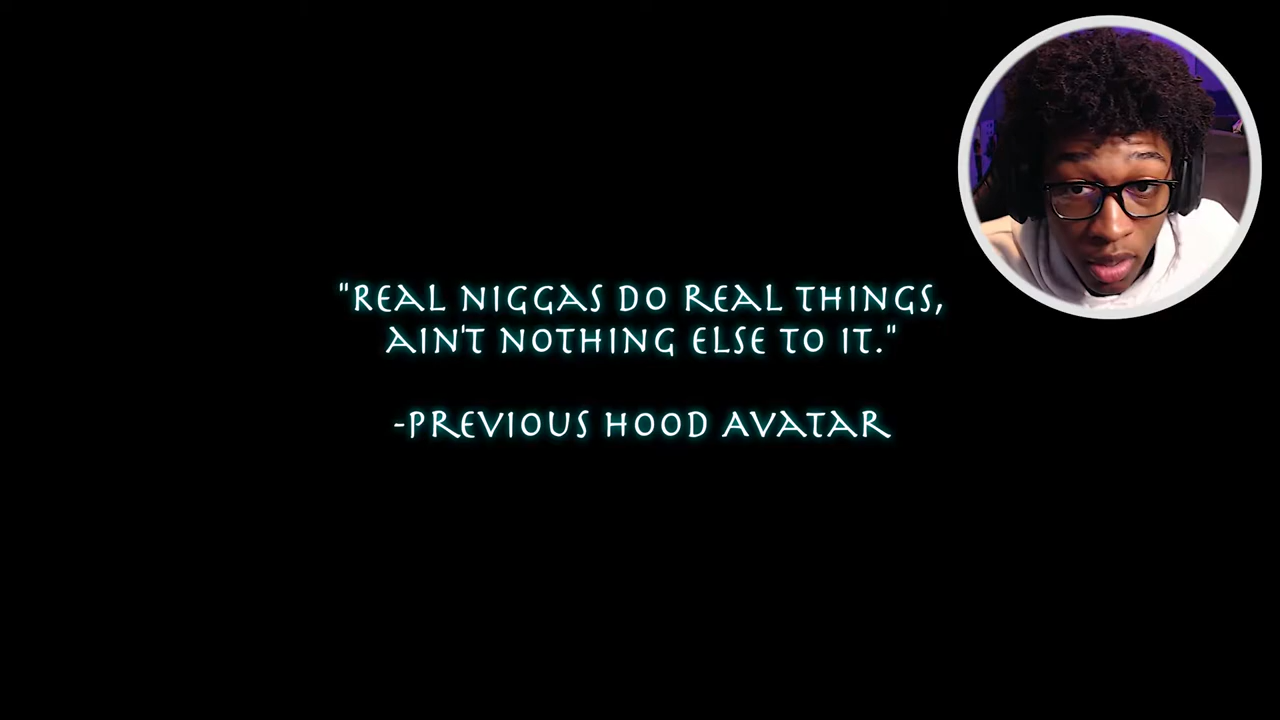 "REAL NIGGAS DO REAL THINGS,
AIN'T NOTHING ELSE TO IT."
-PREVIOUS HOOD AVATAR